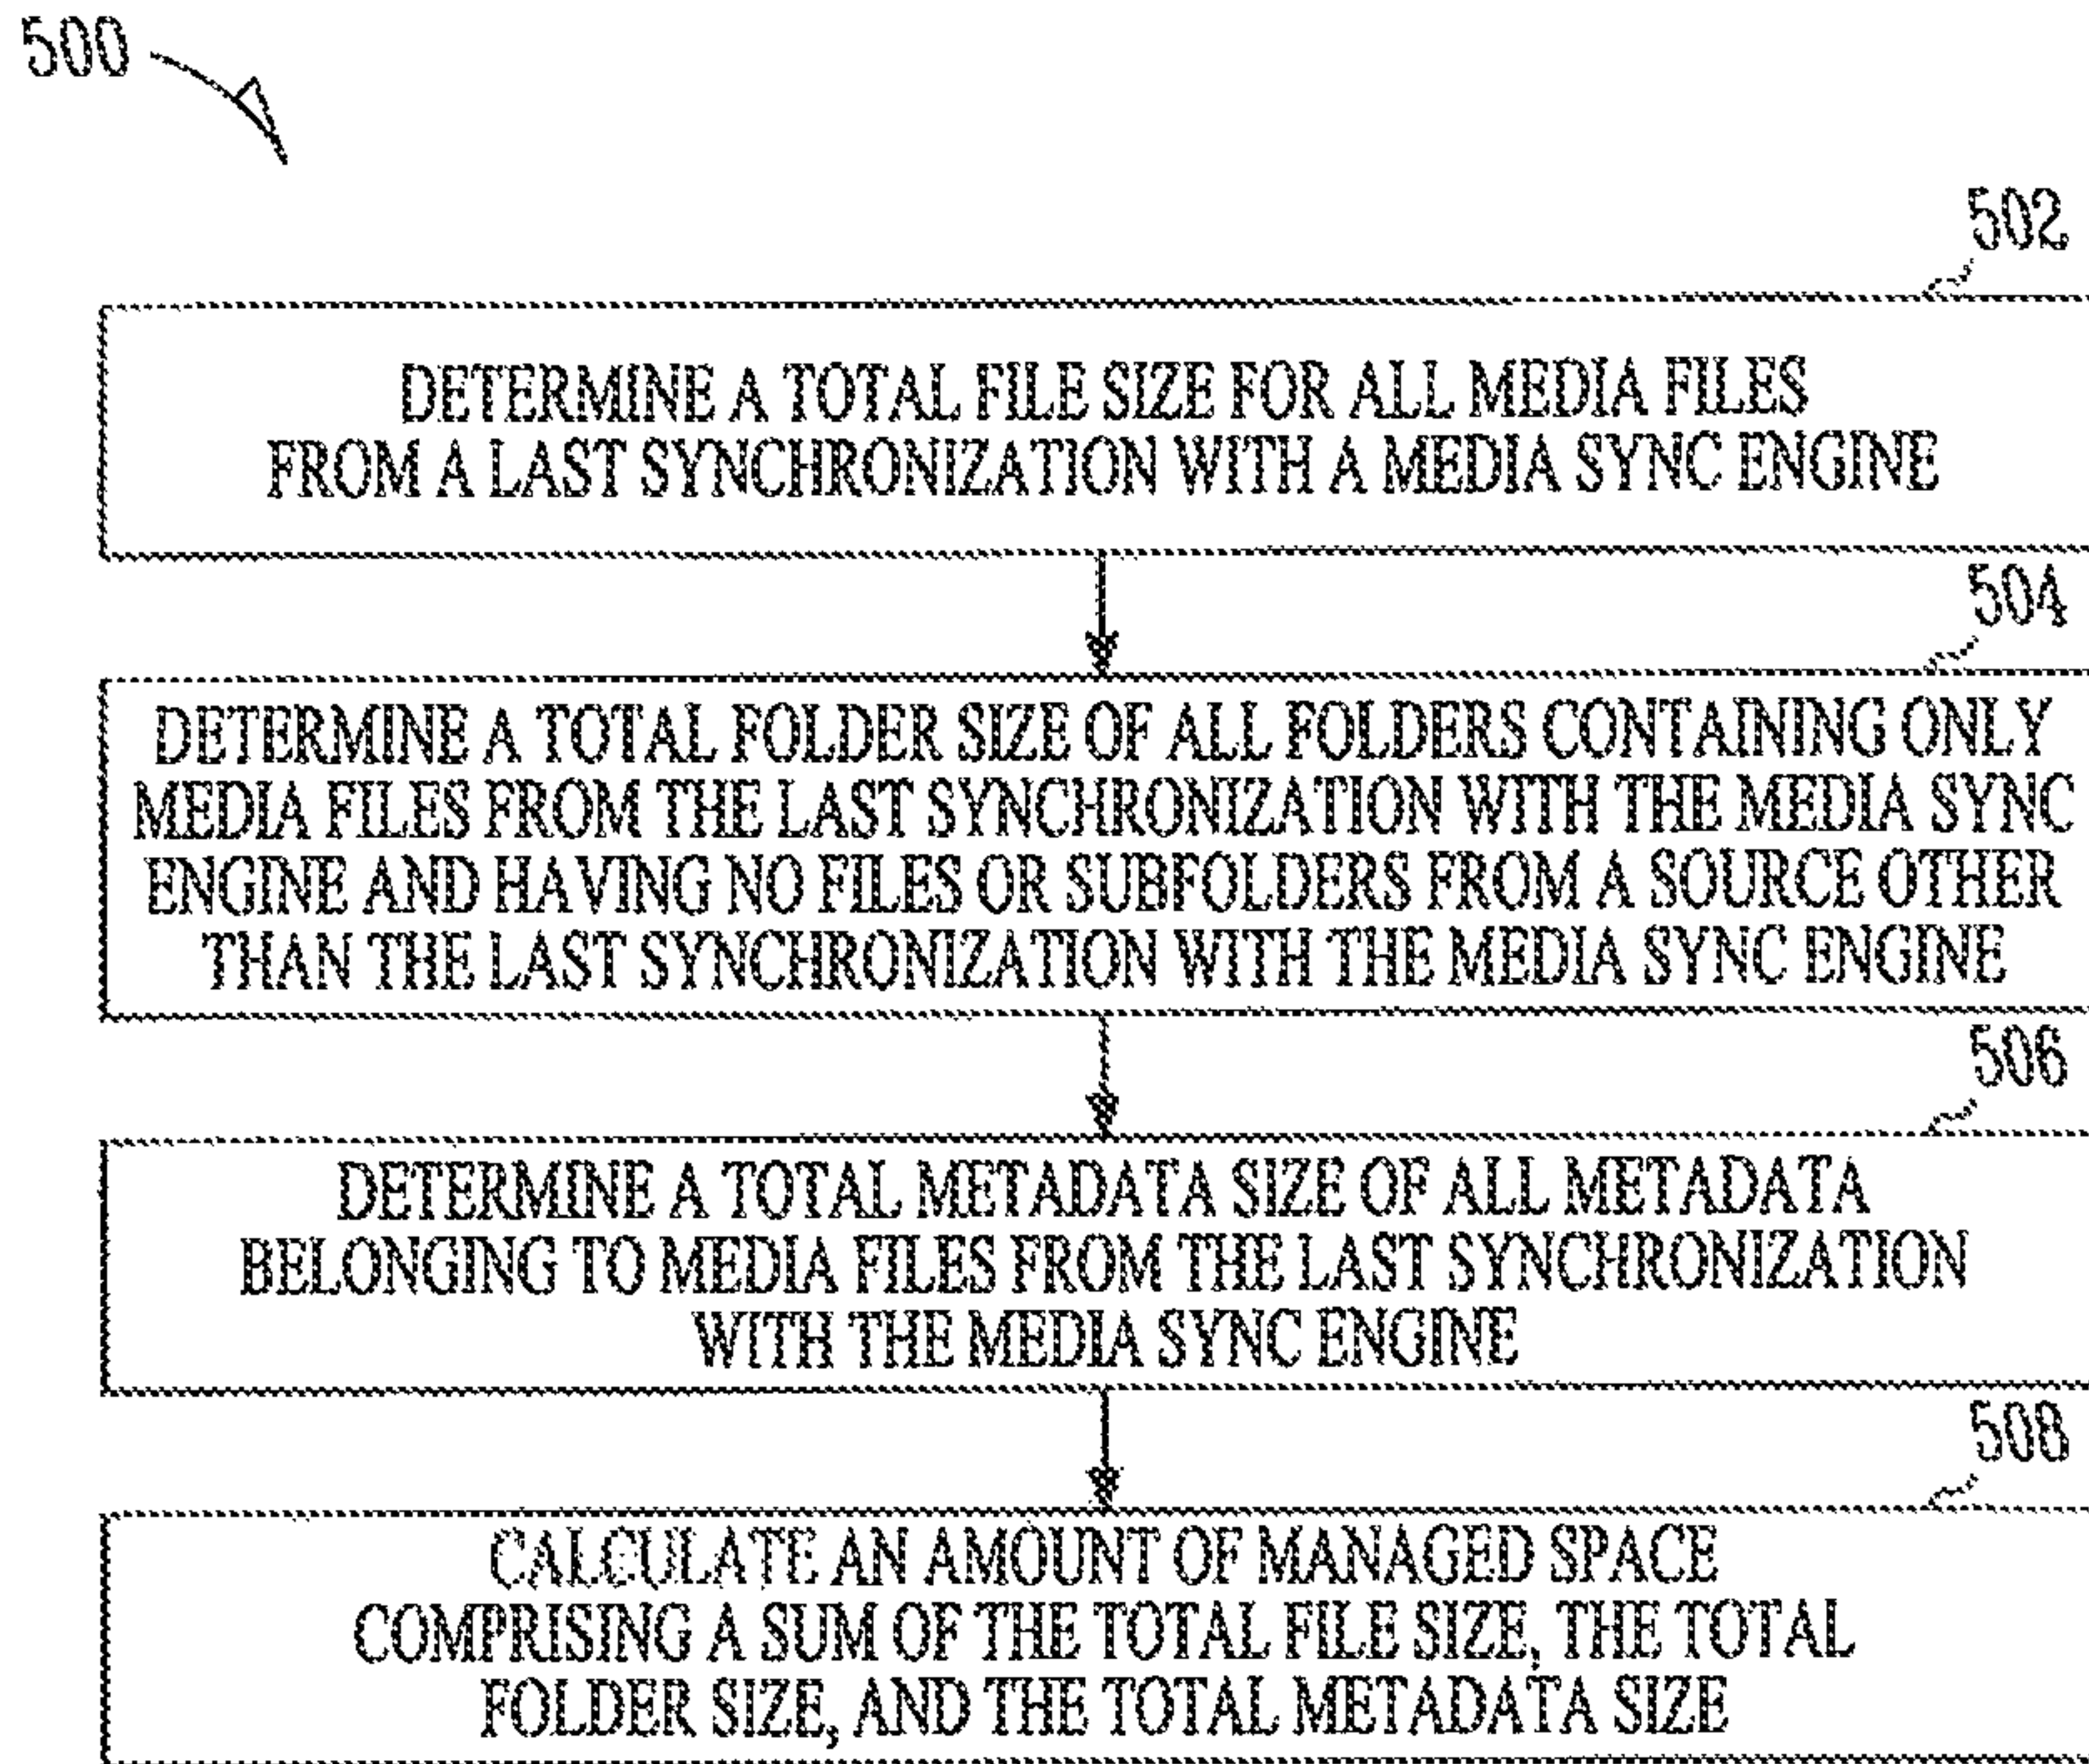 500
502
DETERMINE A TOTAL FILE SIZE FOR ALL MEDIA FILES
FROM A LAST SYNCHRONIZATION WITH A MEDIA SYNC ENGINE
504
DETERMINE A TOTAL FOLDER SIZE OF ALL FOLDERS CONTAINING ONLY
MEDIA FILES FROM THE LAST SYNCHRONIZATION WITH THE MEDIA SYNC
ENGINE AND HAVING NO FILES OR SUBFOLDERS FROM A SOURCE OTHER
THAN THE LAST SYNCHRONIZATION WITH THE MEDIA SYNC ENGINE
506
DETERMINE A TOTAL METADATA SIZE OF ALL METADATA
BELONGING TO MEDIA FILES FROM THE LAST SYNCHRONIZATION
WITH THE MEDIA SYNC ENGINE
508
CALCULATE AN AMOUNT OF MANAGED SPACE
COMPRISING A SUM OF THE TOTAL FILE SIZE, THE TOTAL
FOLDER SIZE, AND THE TOTAL METADATA SIZE